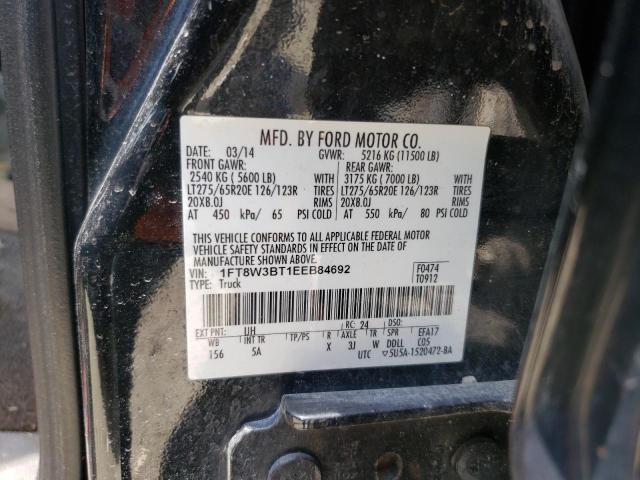 MFD. BY FORD MOTOR CO.
DATE: 03/14 GVWR: 5216 KG (11500 LB)
FRONT GAWR: REAR GAWR:
2540 KG (5600 LB) 3175 KG (7000 LB)
LT275/65R20E 126/123R TIRES LT275/65R20E 126/123R TIRES
20X8.0J RIMS 20X8.0J RIMS
AT 450 kPa/ 65 PSI COLD AT 550 kPa/ 80 PSI COLD
THIS VEHICLE CONFORMS TO ALL APPLICABLE FEDERAL MOTOR
VEHICLE SAFETY STANDARDS IN EFFECT ON THE DATE OF
MANUFACTURE SHOWN ABOVE.
VIN: 1FT8W3BT1EEB84692 F0474
TYPE: Truck T0912
EXT PNT: UH RC: 24 DSO:
WB INT TR TP/PS R AXLE TR SPR EFA17
156 5A X 3J W DDLL C05
UTC ▽5U5A-1520472-BA